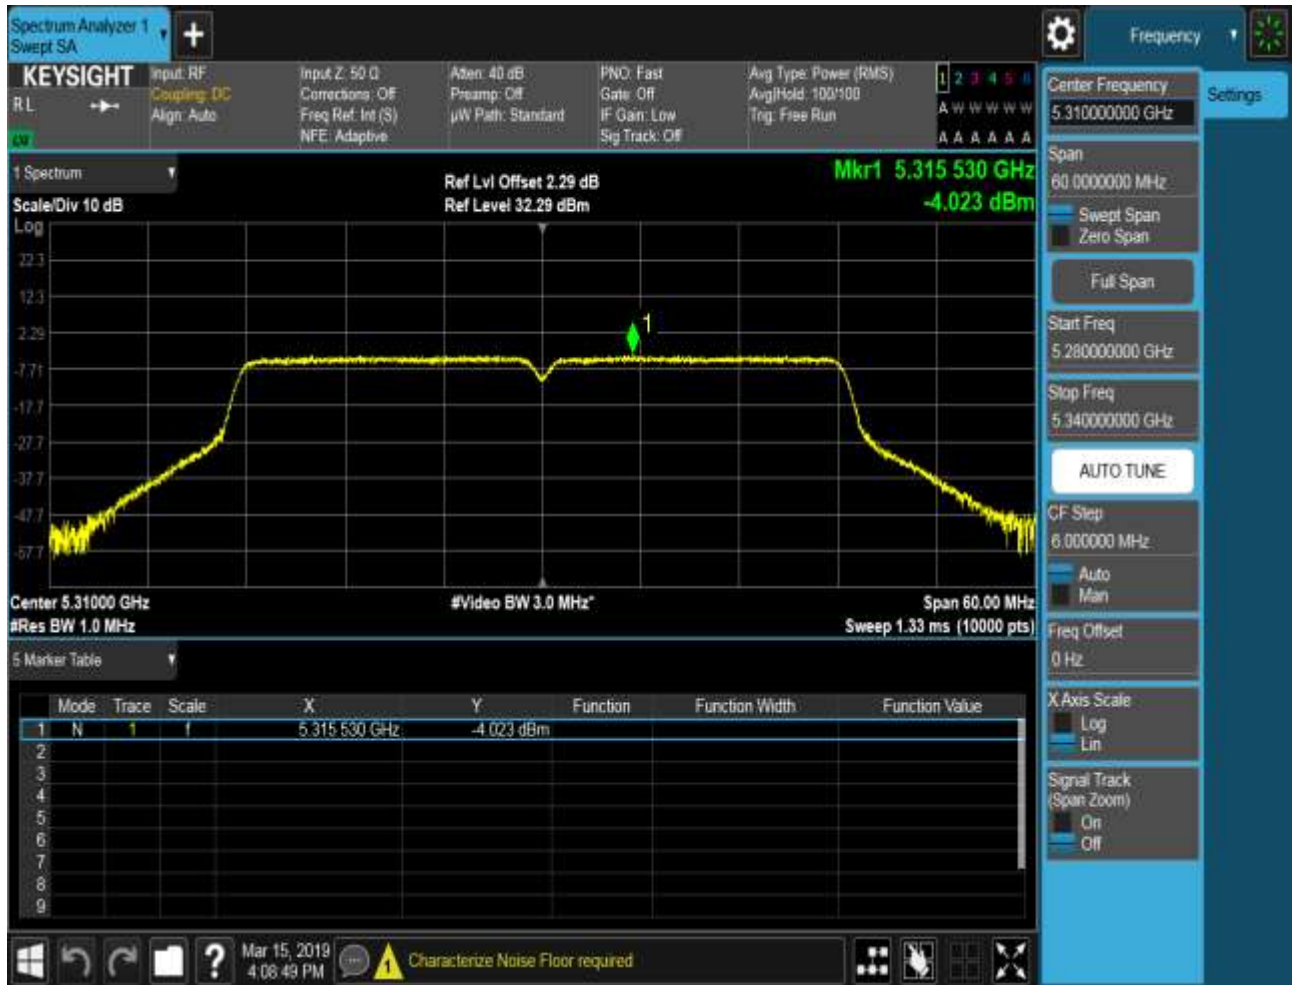 Spectrum Analyzer 1
Swept SA
+
Frequency
KEYSIGHT
RL
Input: RF
Coupling: DC
Align: Auto
Input Z: 50 Ω
Corrections: Off
Freq Ref: Int (S)
NFE: Adaptive
Atten: 40 dB
Preamp: Off
µW Path: Standard
PNO: Fast
Gate: Off
IF Gain: Low
Sig Track: Off
Avg Type: Power (RMS)
Avg|Hold: 100/100
Trig: Free Run
1 2 3 4 5 6
A W W W W W
A A A A A A
1 Spectrum
Scale/Div 10 dB
Ref Lvl Offset 2.29 dB
Ref Level 32.29 dBm
Mkr1 5.315 530 GHz
-4.023 dBm
Log
22.3
12.3
2.29
-7.71
-17.7
-27.7
-37.7
-47.7
-57.7
1
Center 5.31000 GHz
#Res BW 1.0 MHz
#Video BW 3.0 MHz*
Span 60.00 MHz
Sweep 1.33 ms (10000 pts)
5 Marker Table
Mode Trace Scale X Y Function Function Width Function Value
1 N 1 f 5.315 530 GHz -4.023 dBm
2
3
4
5
6
7
8
9
Mar 15, 2019
4:08:49 PM
1
Characterize Noise Floor required
Center Frequency
5.310000000 GHz
Settings
Span
60.0000000 MHz
Swept Span
Zero Span
Full Span
Start Freq
5.280000000 GHz
Stop Freq
5.340000000 GHz
AUTO TUNE
CF Step
6.000000 MHz
Auto
Man
Freq Offset
0 Hz
X Axis Scale
Log
Lin
Signal Track
(Span Zoom)
On
Off